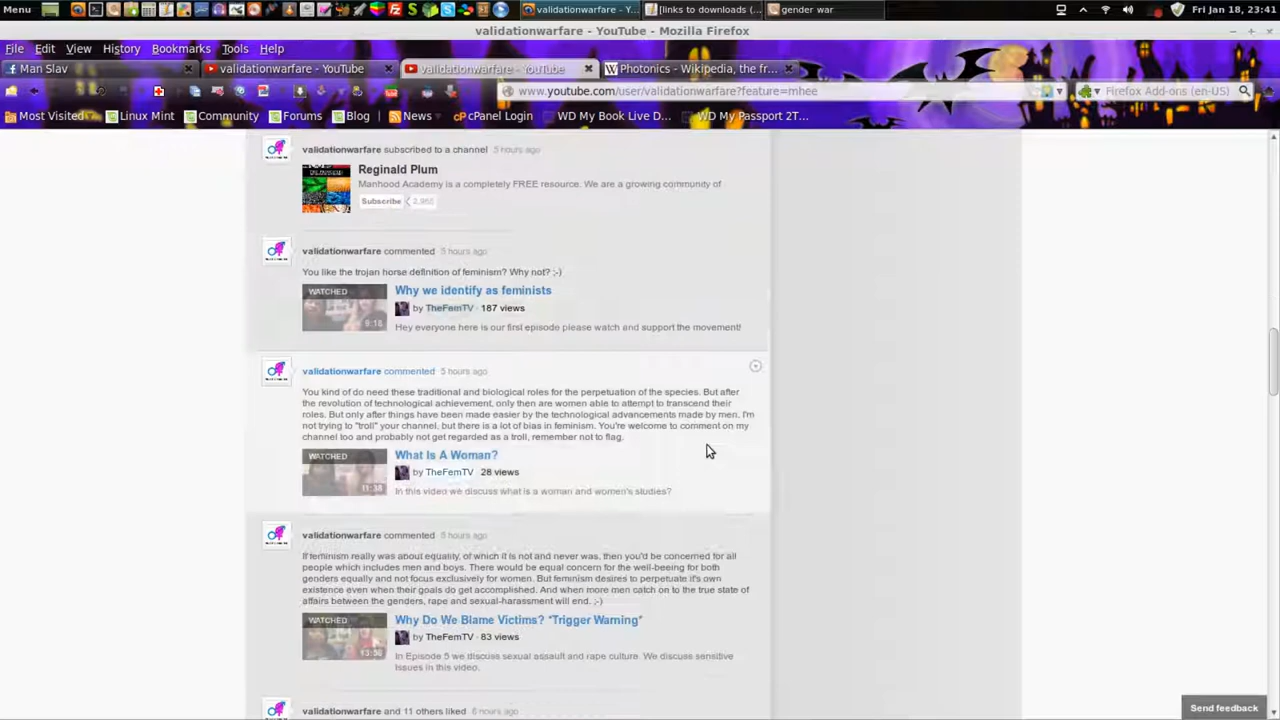 Menu validationwarfare - Y... [links to downloads (... gender war Fri Jan 18, 23:41
validationwarfare - YouTube - Mozilla Firefox
File Edit View History Bookmarks Tools Help
Man Slav validationwarfare - YouTube validationwarfare - YouTube Photonics - Wikipedia, the fr...
www.youtube.com/user/validationwarfare?feature=mhee Firefox Add-ons (en-US)
Most Visited Linux Mint Community Forums Blog News cPanel Login WD My Book Live D... WD My Passport 2T...
validationwarfare subscribed to a channel 5 hours ago
Reginald Plum
Manhood Academy is a completely FREE resource. We are a growing community of
Subscribe
validationwarfare commented 5 hours ago
You like the trojan horse definition of feminism? Why not? ;-)
WATCHED Why we identify as feminists
by TheFemTV · 187 views
Hey everyone here is our first episode please watch and support the movement!
validationwarfare commented 5 hours ago
You kind of do need these traditional and biological roles for the perpetuation of the species. But after
the revolution of technological achievement, only then are women able to attempt to transcend their
roles. But only after things have been made easier by the technological advancements made by men. I'm
not trying to "troll" your channel, but there is a lot of bias in feminism. You're welcome to comment on my
channel too and probably not get regarded as a troll, remember not to flag.
WATCHED What Is A Woman?
by TheFemTV 28 views
In this video we discuss what is a woman and women's studies?
validationwarfare commented hours ago
If feminism really was about equality, of which it is not and never was, then you'd be concerned for all
people which includes men and boys. There would be equal concern for the well-beeing for both
genders equally and not focus exclusively for women. But feminism desires to perpetuate it's own
existence even when their goals do get accomplished. And when more men catch on to the true state of
affairs between the genders, rape and sexual-harassment will end. ;-)
WATCHED Why Do We Blame Victims? *Trigger Warning*
by TheFemTV · 83 views
In Episode 5 we discuss sexual assault and rape culture. We discuss sensitive
issues in this video.
validationwarfare and 11 others liked 6 hours ago
Send feedback